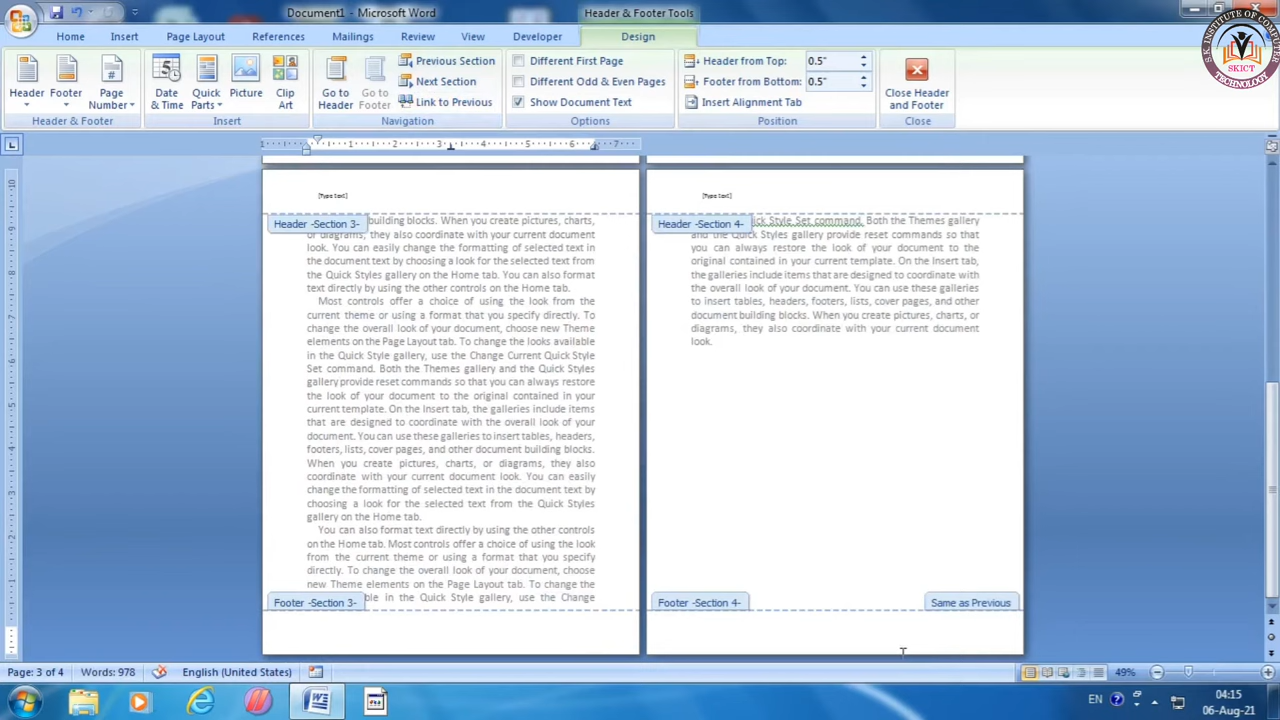 Document1 - Microsoft Word
Header & Footer Tools
Home Insert Page Layout References Mailings Review View Developer Design
Header Footer Page Number
Date & Time Quick Parts Picture Clip Art
Go to Header Go to Footer
Previous Section
Next Section
Link to Previous
Different First Page
Different Odd & Even Pages
Show Document Text
Header from Top: 0.5"
Footer from Bottom: 0.5"
Insert Alignment Tab
Close Header and Footer
Header & Footer Insert Navigation Options Position Close
S.K. INSTITUTE OF COMPUTER
SKICT
TECHNOLOGY
[Type text]
Header -Section 3-
building blocks. When you create pictures, charts,
or diagrams, they also coordinate with your current document
look. You can easily change the formatting of selected text in
the document text by choosing a look for the selected text from
the Quick Styles gallery on the Home tab. You can also format
text directly by using the other controls on the Home tab.
Most controls offer a choice of using the look from the
current theme or using a format that you specify directly. To
change the overall look of your document, choose new Theme
elements on the Page Layout tab. To change the looks available
in the Quick Style gallery, use the Change Current Quick Style
Set command. Both the Themes gallery and the Quick Styles
gallery provide reset commands so that you can always restore
the look of your document to the original contained in your
current template. On the Insert tab, the galleries include items
that are designed to coordinate with the overall look of your
document. You can use these galleries to insert tables, headers,
footers, lists, cover pages, and other document building blocks.
When you create pictures, charts, or diagrams, they also
coordinate with your current document look. You can easily
change the formatting of selected text in the document text by
choosing a look for the selected text from the Quick Styles
gallery on the Home tab.
You can also format text directly by using the other controls
on the Home tab. Most controls offer a choice of using the look
from the current theme or using a format that you specify
directly. To change the overall look of your document, choose
new Theme elements on the Page Layout tab. To change the
ble in the Quick Style gallery, use the Change
Footer -Section 3-
[Type text]
Header -Section 4-
ck Style Set command. Both the Themes gallery
and the Quick Styles gallery provide reset commands so that
you can always restore the look of your document to the
original contained in your current template. On the Insert tab,
the galleries include items that are designed to coordinate with
the overall look of your document. You can use these galleries
to insert tables, headers, footers, lists, cover pages, and other
document building blocks. When you create pictures, charts, or
diagrams, they also coordinate with your current document
look.
Footer -Section 4-
Same as Previous
Page: 3 of 4 Words: 978 English (United States) 49%
EN 04:15
06-Aug-21